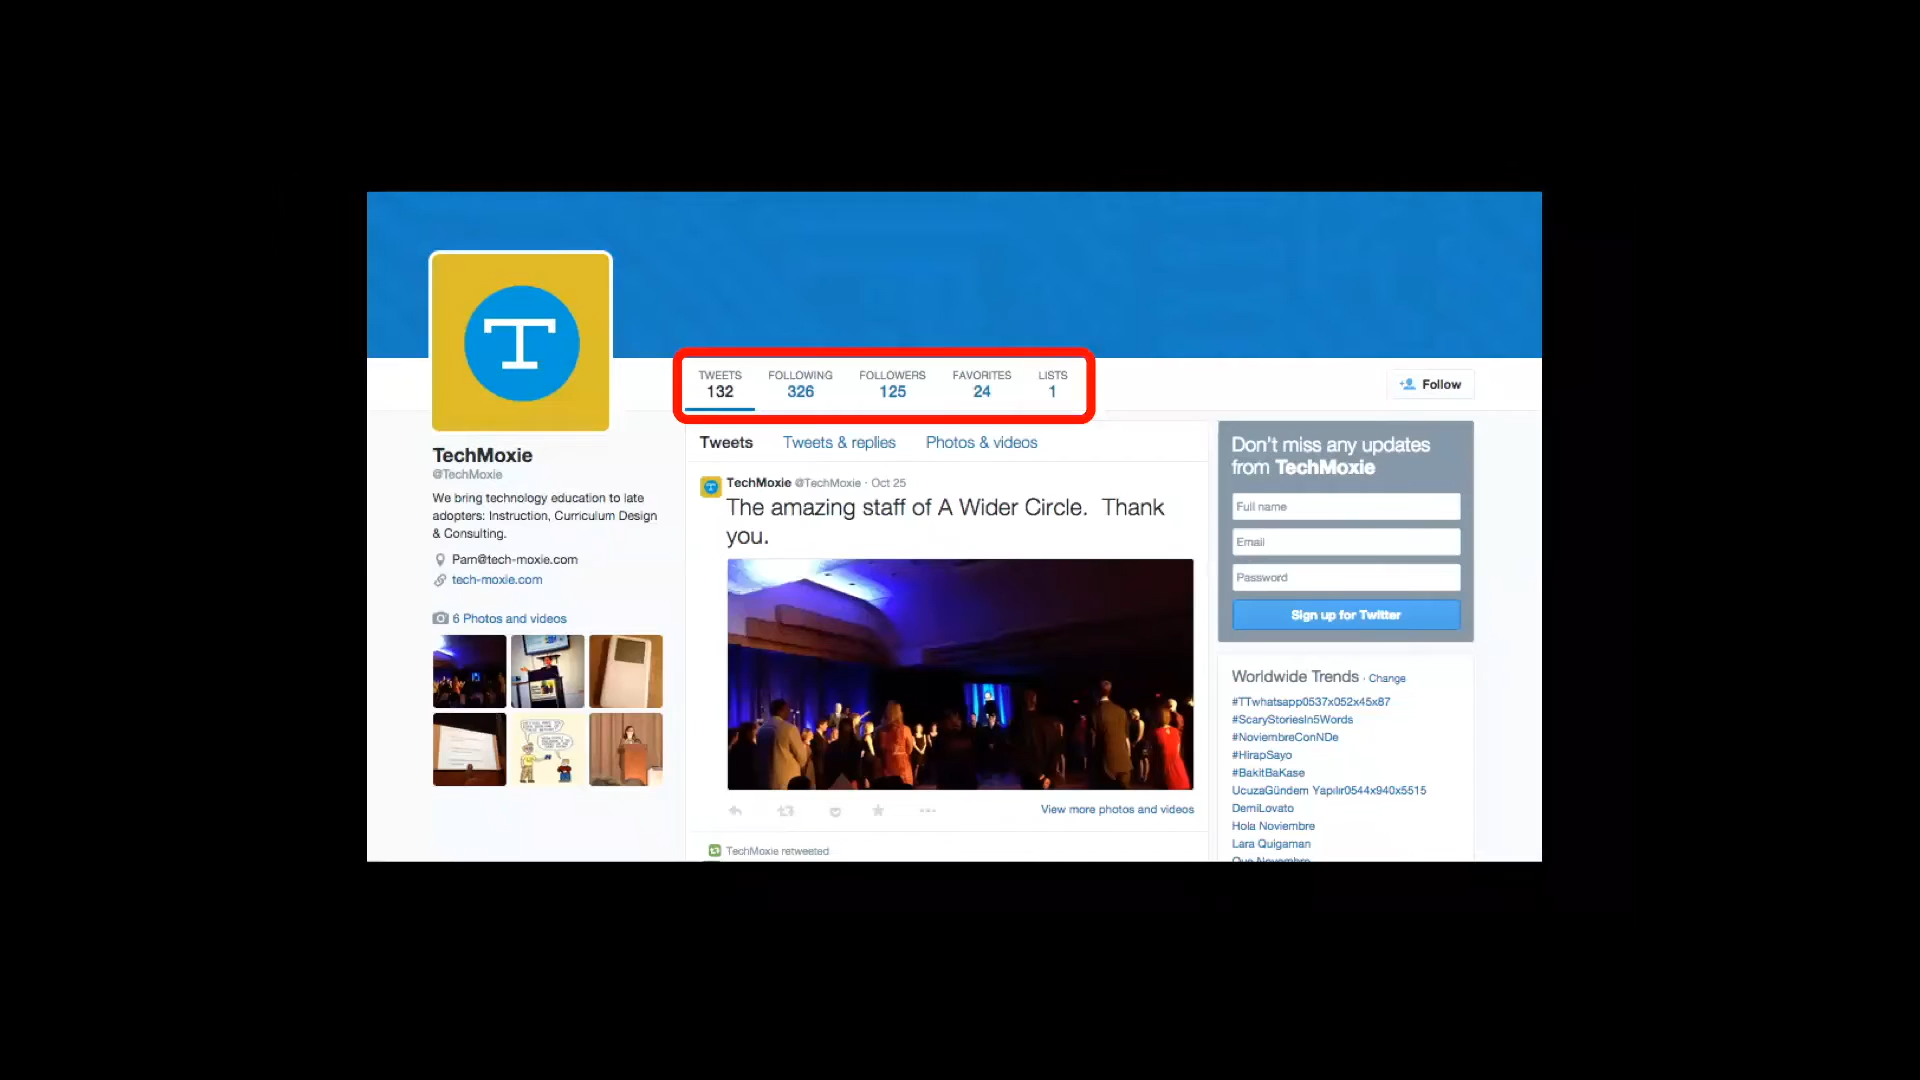 T
TWEETS FOLLOWING FOLLOWERS FAVORITES LISTS
132 326 125 24 1
Follow
TechMoxie
@TechMoxie
We bring technology education to late
adopters: Instruction, Curriculum Design
& Consulting.
Pam@tech-moxie.com
tech-moxie.com
6 Photos and videos
Tweets Tweets & replies Photos & videos
TechMoxie @TechMoxie · Oct 25
The amazing staff of A Wider Circle. Thank
you.
View more photos and videos
TechMoxie retweeted
Don't miss any updates
from TechMoxie
Full name
Email
Password
Sign up for Twitter
Worldwide Trends · Change
#TTwhatsapp0537x052x45x87
#ScaryStoriesIn5Words
#NoviembreConNDe
#HirapSayo
#BakitBaKase
UcuzaGündem Yapılır0544x940x5515
DemiLovato
Hola Noviembre
Lara Quigaman
Que Noviembre